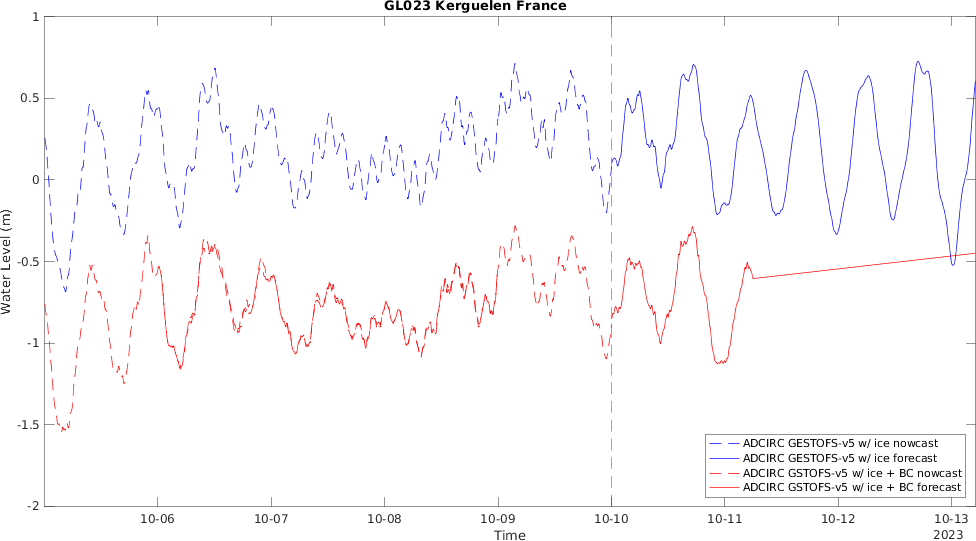 GL023 Kerguelen France
Water Level (m)
1
0.5
0
-0.5
-1
-1.5
-2
ADCIRC GESTOFS-v5 w/ ice nowcast
ADCIRC GESTOFS-v5 w/ ice forecast
ADCIRC GSTOFS-v5 w/ ice + BC nowcast
ADCIRC GSTOFS-v5 w/ ice + BC forecast
10-06 10-07 10-08 10-09 10-10 10-11 10-12 10-13
Time
2023